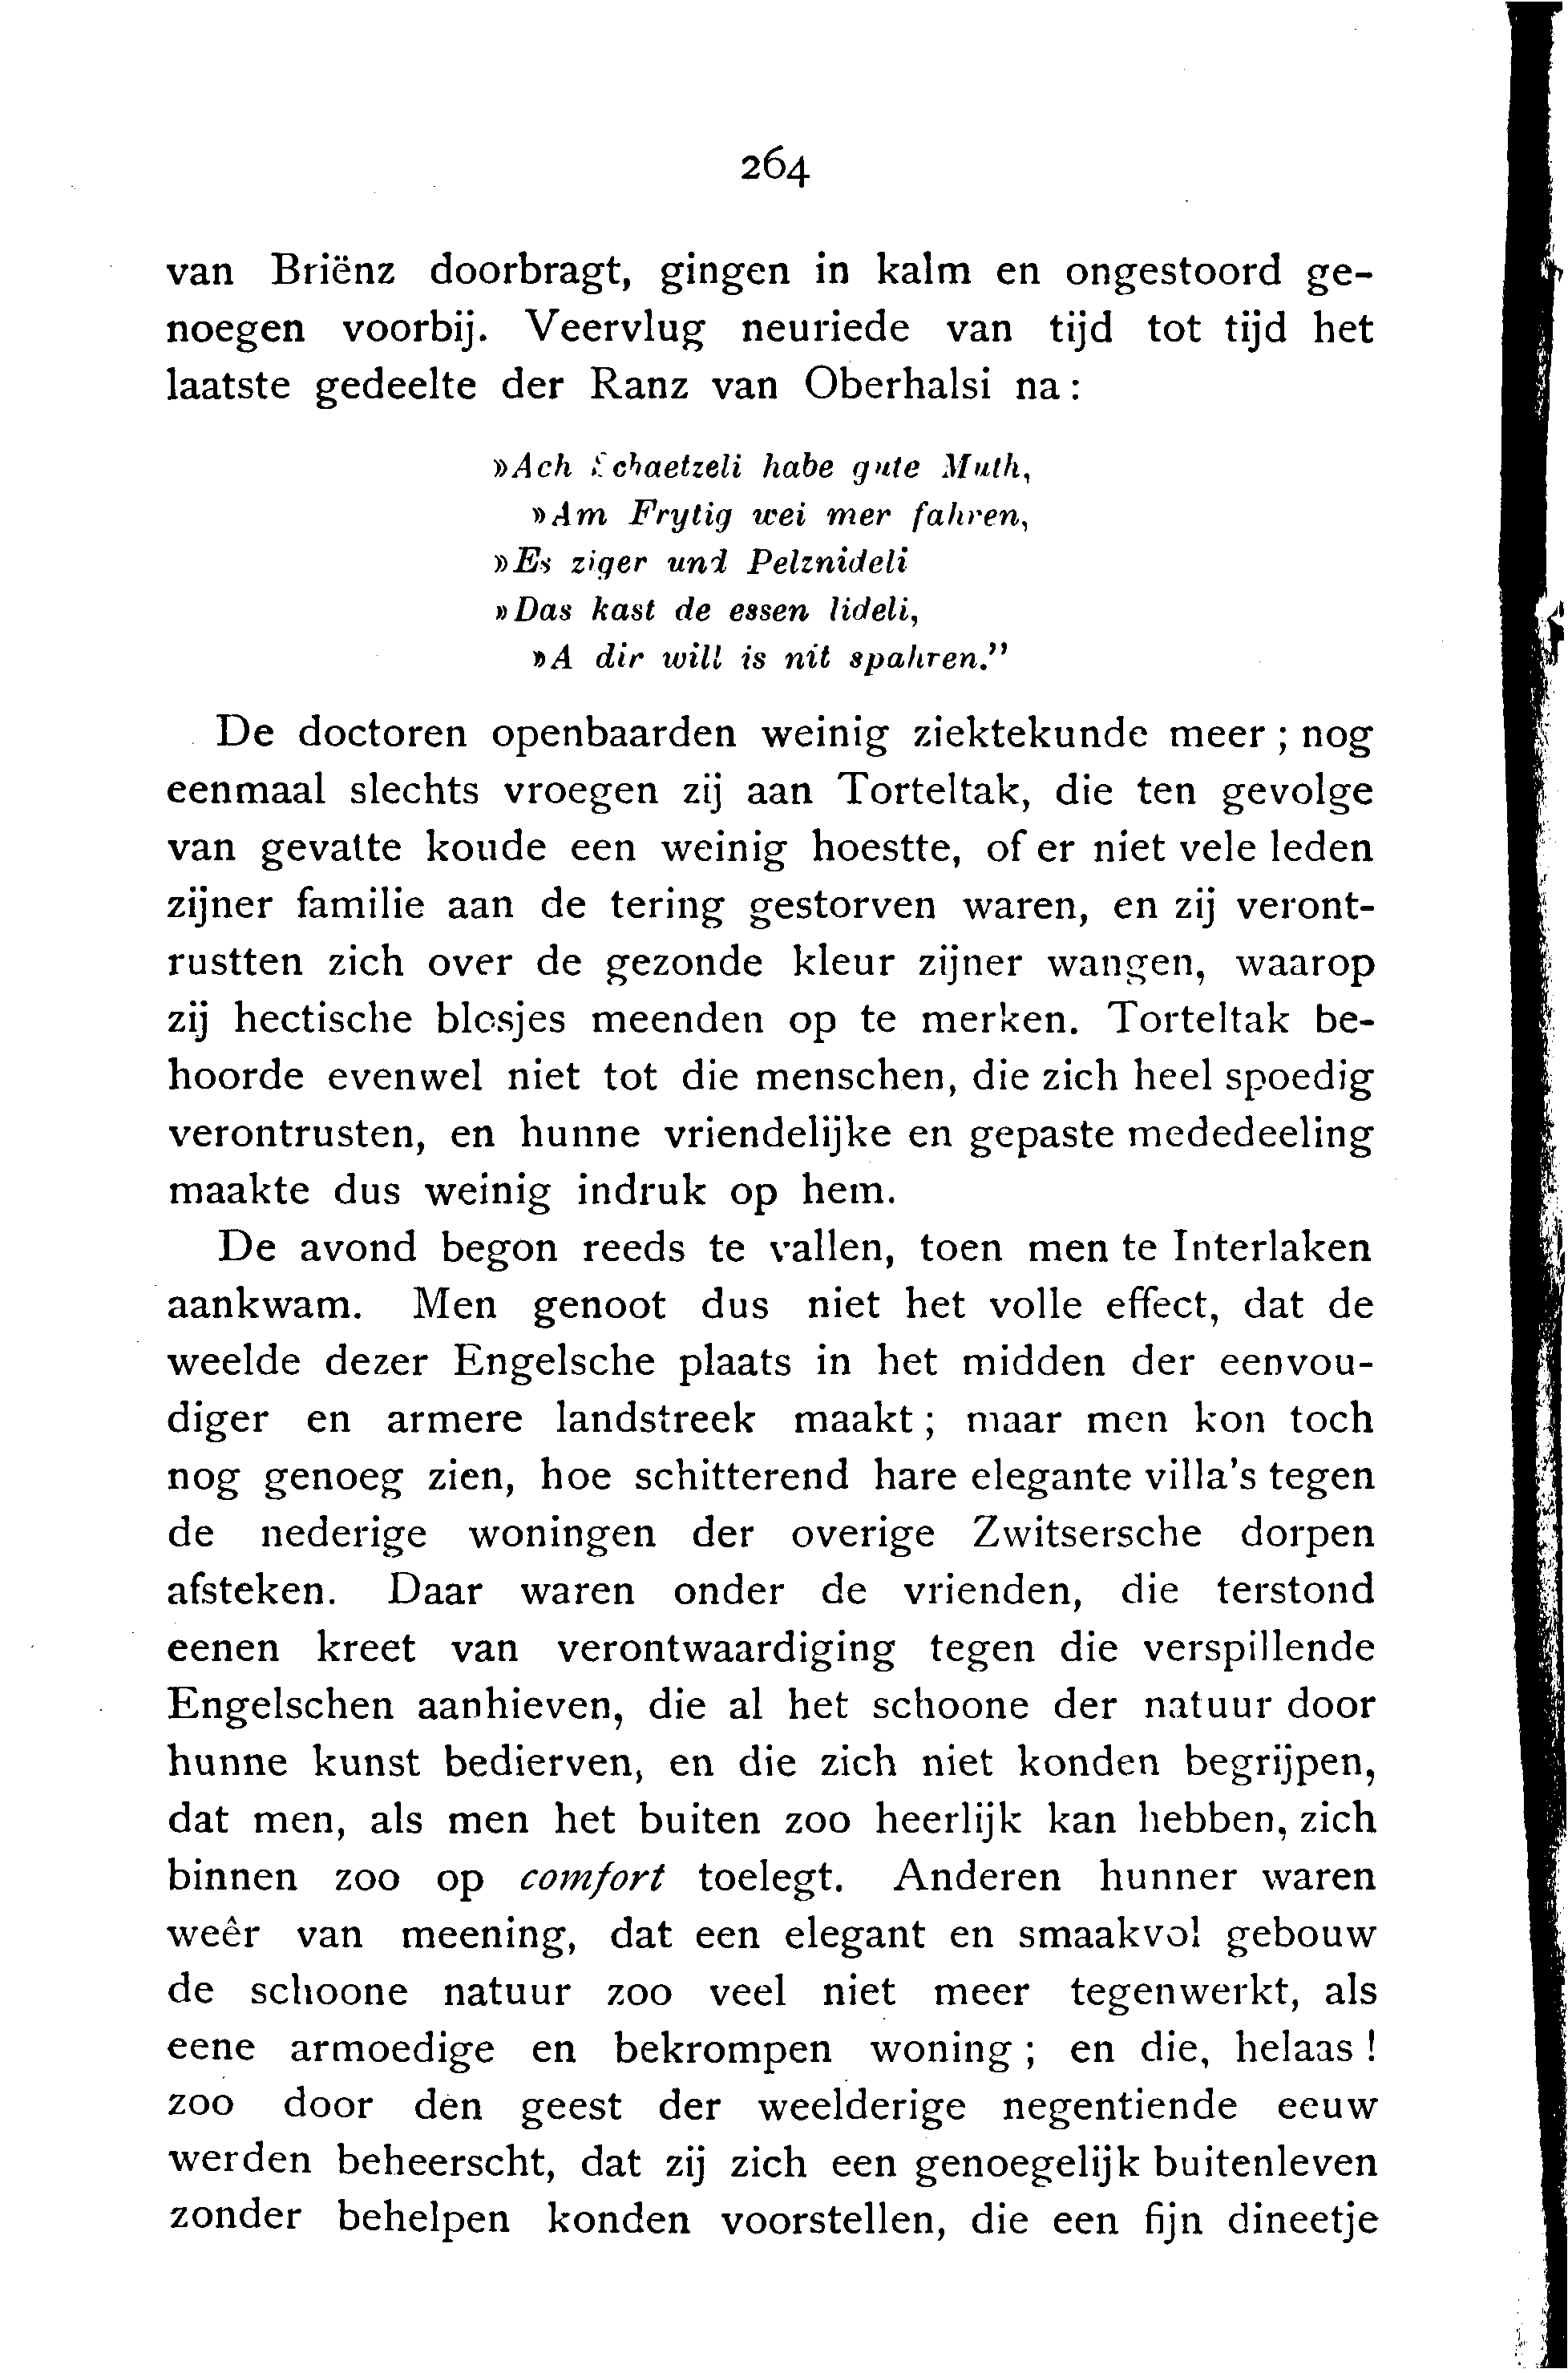 264
van Briënz doorbragt, gingen in kalm en ongestoord ge-
noegen voorbij. Veervlug neuriede van tijd tot tijd het
laatste gedeelte der Ranz van Oberhalsi na:
»Ach Schaetzeli habe gute Muth,
»Am Frytig wei mer fahren,
»Es ziger und Pelznideli
»Das kast de essen lideli,
»A dir will is nit spahren.”
De doctoren openbaarden weinig ziektekunde meer; nog
eenmaal slechts vroegen zij aan Torteltak, die ten gevolge
van gevatte koude een weinig hoestte, of er niet vele leden
zijner familie aan de tering gestorven waren, en zij veront-
rustten zich over de gezonde kleur zijner wangen, waarop
zij hectische blosjes meenden op te merken. Torteltak be-
hoorde evenwel niet tot die menschen, die zich heel spoedig
verontrusten, en hunne vriendelijke en gepaste mededeeling
maakte dus weinig indruk op hem.
De avond begon reeds te vallen, toen men te Interlaken
aankwam. Men genoot dus niet het volle effect, dat de
weelde dezer Engelsche plaats in het midden der eenvou-
diger en armere landstreek maakt; maar men kon toch
nog genoeg zien, hoe schitterend hare elegante villa's tegen
de nederige woningen der overige Zwitsersche dorpen
afsteken. Daar waren onder de vrienden, die terstond
eenen kreet van verontwaardiging tegen die verspillende
Engelschen aanhieven, die al het schoone der natuur door
hunne kunst bedierven, en die zich niet konden begrijpen,
dat men, als men het buiten zoo heerlijk kan hebben, zich
binnen zoo op comfort toelegt. Anderen hunner waren
weêr van meening, dat een elegant en smaakvol gebouw
de schoone natuur zoo veel niet meer tegenwerkt, als
eene armoedige en bekrompen woning; en die, helaas!
zoo door den geest der weelderige negentiende eeuw
werden beheerscht, dat zij zich een genoegelijk buitenleven
zonder behelpen konden voorstellen, die een fijn dineetje